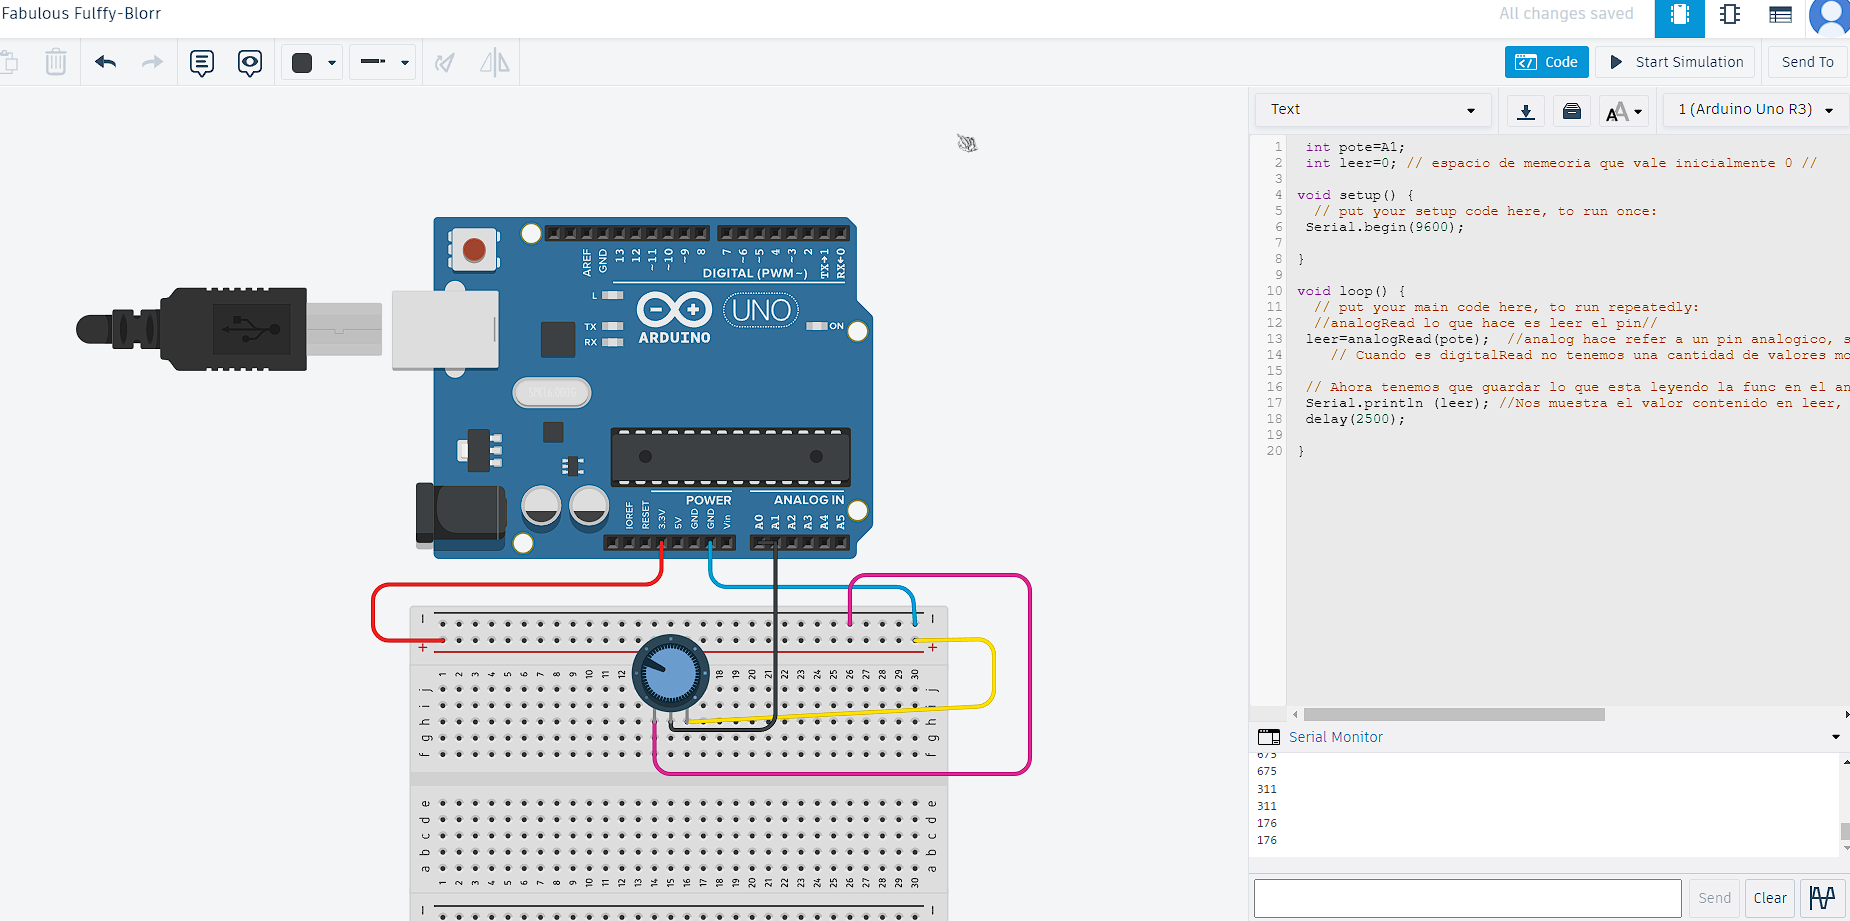 Fabulous Fulffy-Blorr
All changes saved
Code
Start Simulation
Send To
Text
1 (Arduino Uno R3)
1 int pote=A1;
2 int leer=0; // espacio de memeoria que vale inicialmente 0 //
3
4 void setup() {
5 // put your setup code here, to run once:
6 Serial.begin(9600);
7
8 }
9
10 void loop() {
11 // put your main code here, to run repeatedly:
12 //analogRead lo que hace es leer el pin//
13 leer=analogRead(pote); //analog hace refer a un pin analogico, s
14 // Cuando es digitalRead no tenemos una cantidad de valores mo
15
16 // Ahora tenemos que guardar lo que esta leyendo la func en el an
17 Serial.println (leer); //Nos muestra el valor contenido en leer,
18 delay(2500);
19
20 }
Serial Monitor
675
675
311
311
176
176
Send
Clear
AREF GND 13 12 ~11 ~10 ~9 8 7 ~6 ~5 4 ~3 2 TX→1 RX←0
DIGITAL (PWM~)
L
TX
RX
ARDUINO
UNO
ON
POWER
ANALOG IN
IOREF RESET 3.3V 5V GND GND Vin A0 A1 A2 A3 A4 A5
1 2 3 4 5 6 7 8 9 10 11 12 18 19 20 21 22 23 24 25 26 27 28 29 30
j j
i i
h h
g g
f f
e e
d d
c c
b b
a a
1 2 3 4 5 6 7 8 9 10 11 12 13 14 15 16 17 18 19 20 21 22 23 24 25 26 27 28 29 30